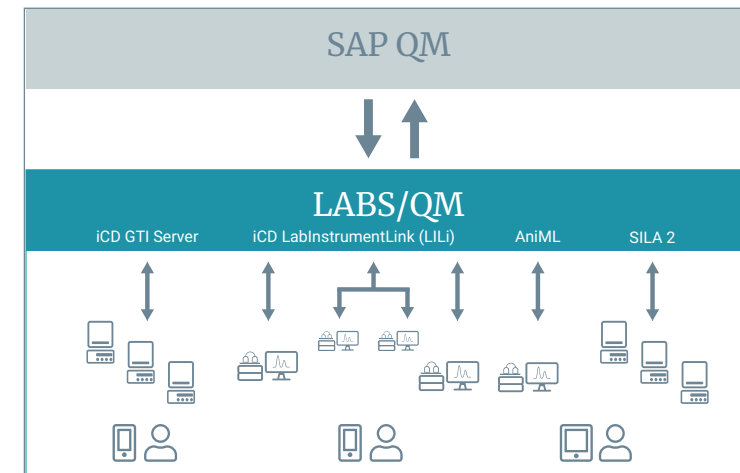 SAP QM
LABS/QM
iCD GTI Server iCD LabInstrumentLink (LILi) AniML SILA 2